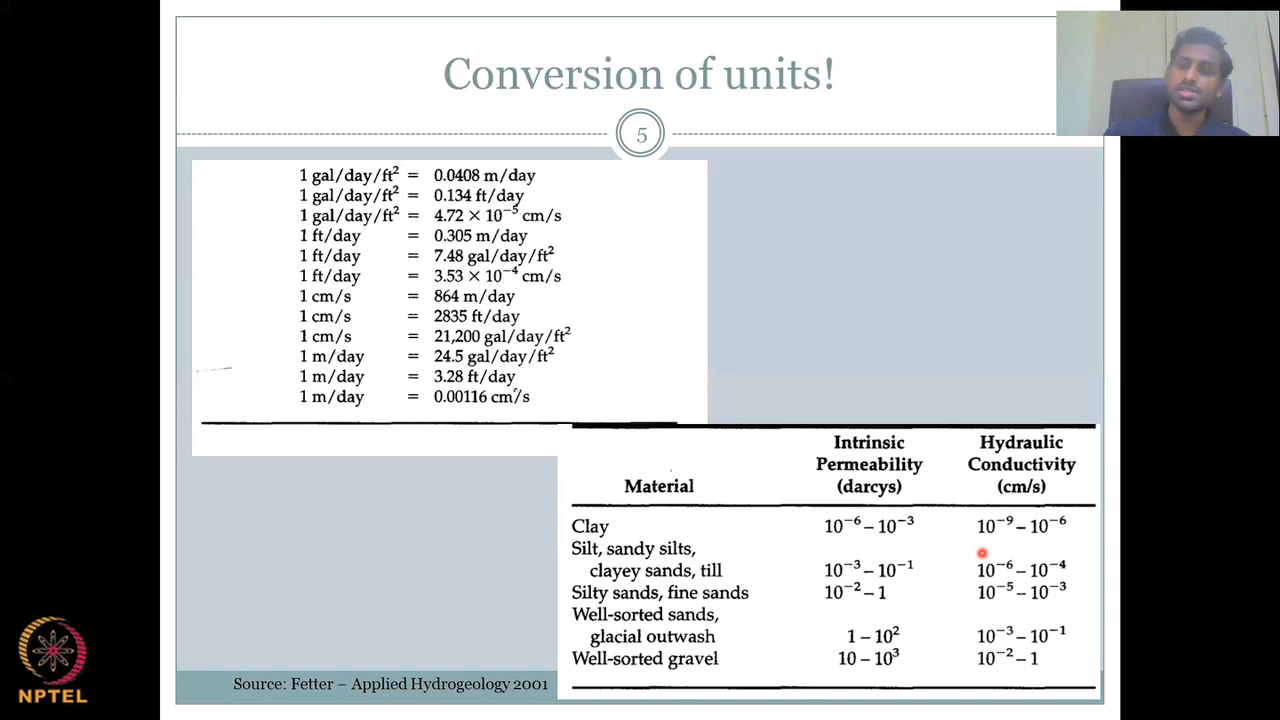 Conversion of units!
5
1 gal/day/ft² = 0.0408 m/day
1 gal/day/ft² = 0.134 ft/day
1 gal/day/ft² = 4.72 × 10⁻⁵ cm/s
1 ft/day = 0.305 m/day
1 ft/day = 7.48 gal/day/ft²
1 ft/day = 3.53 × 10⁻⁴ cm/s
1 cm/s = 864 m/day
1 cm/s = 2835 ft/day
1 cm/s = 21,200 gal/day/ft²
1 m/day = 24.5 gal/day/ft²
1 m/day = 3.28 ft/day
1 m/day = 0.00116 cm/s
Intrinsic Hydraulic
Permeability Conductivity
Material (darcys) (cm/s)
Clay 10⁻⁶ – 10⁻³ 10⁻⁹ – 10⁻⁶
Silt, sandy silts,
clayey sands, till 10⁻³ – 10⁻¹ 10⁻⁶ – 10⁻⁴
Silty sands, fine sands 10⁻² – 1 10⁻⁵ – 10⁻³
Well-sorted sands,
glacial outwash 1 – 10² 10⁻³ – 10⁻¹
Well-sorted gravel 10 – 10³ 10⁻² – 1
Source: Fetter – Applied Hydrogeology 2001
NPTEL